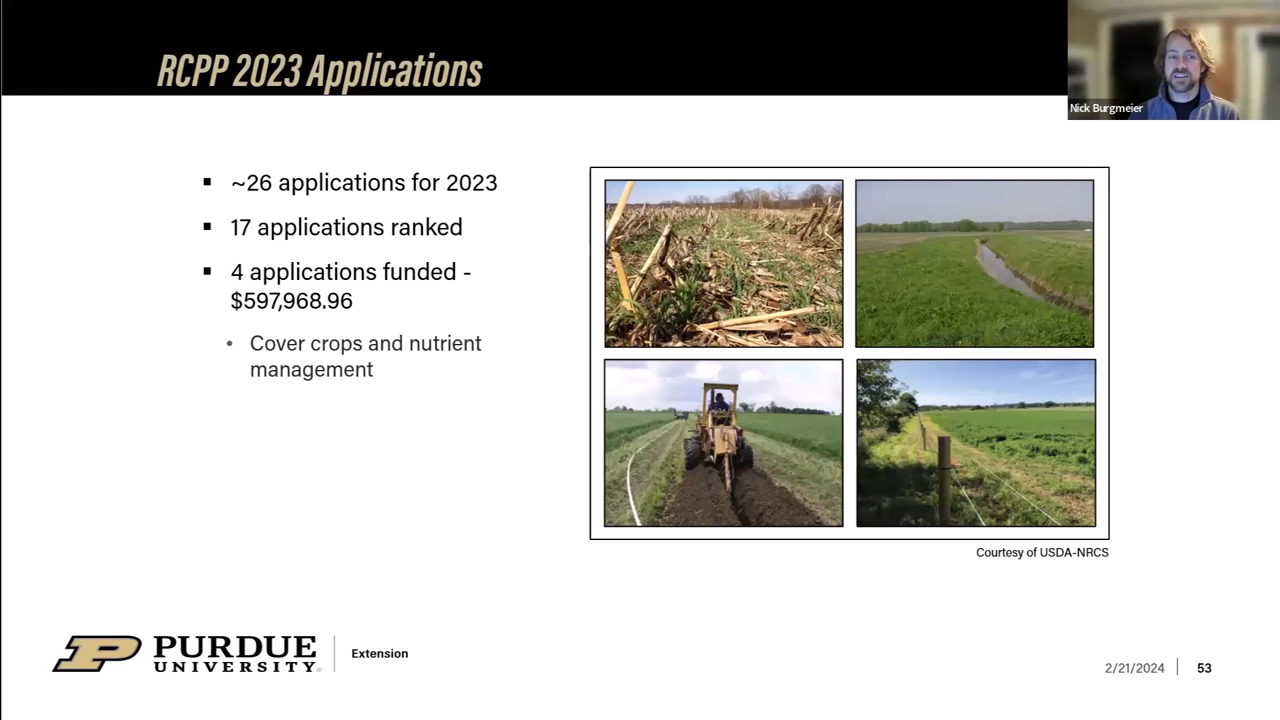 RCPP 2023 Applications
Nick Burgmeier
▪ ~26 applications for 2023
▪ 17 applications ranked
▪ 4 applications funded -
$597,968.96
• Cover crops and nutrient
management
Courtesy of USDA-NRCS
PURDUE
UNIVERSITY®
Extension
2/21/2024
53